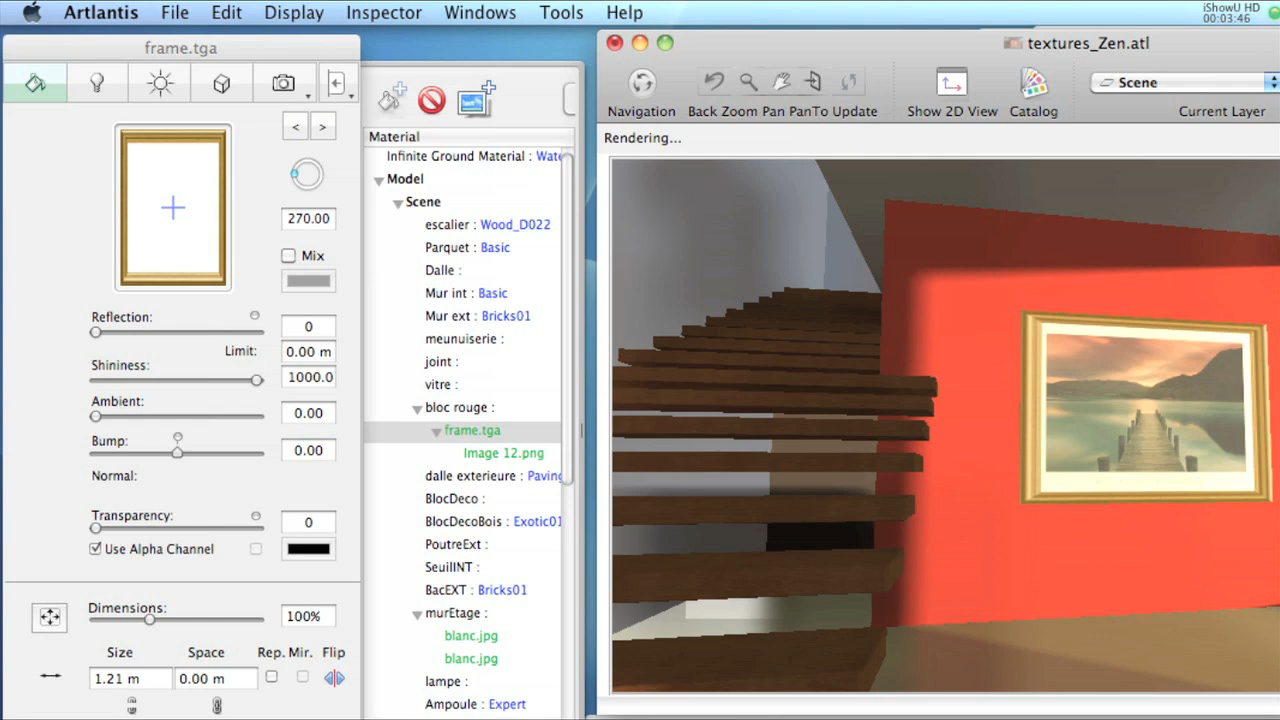 Artlantis File Edit Display Inspector Windows Tools Help
iShowU HD
00:03:46
frame.tga
< >
270.00
Mix
Reflection:
0
Limit:
0.00 m
Shininess:
1000.0
Ambient:
0.00
Bump:
0.00
Normal:
Transparency:
0
Use Alpha Channel
Dimensions:
100%
Size Space Rep. Mir. Flip
1.21 m 0.00 m
Material
Infinite Ground Material : Wate
Model
Scene
escalier : Wood_D022
Parquet : Basic
Dalle :
Mur int : Basic
Mur ext : Bricks01
meunuiserie :
joint :
vitre :
bloc rouge :
frame.tga
Image 12.png
dalle exterieure : Paving
BlocDeco :
BlocDecoBois : Exotic01
PoutreExt :
SeuilINT :
BacEXT : Bricks01
murEtage :
blanc.jpg
blanc.jpg
lampe :
Ampoule : Expert
textures_Zen.atl
Scene
Navigation Back Zoom Pan PanTo Update Show 2D View Catalog Current Layer
Rendering...